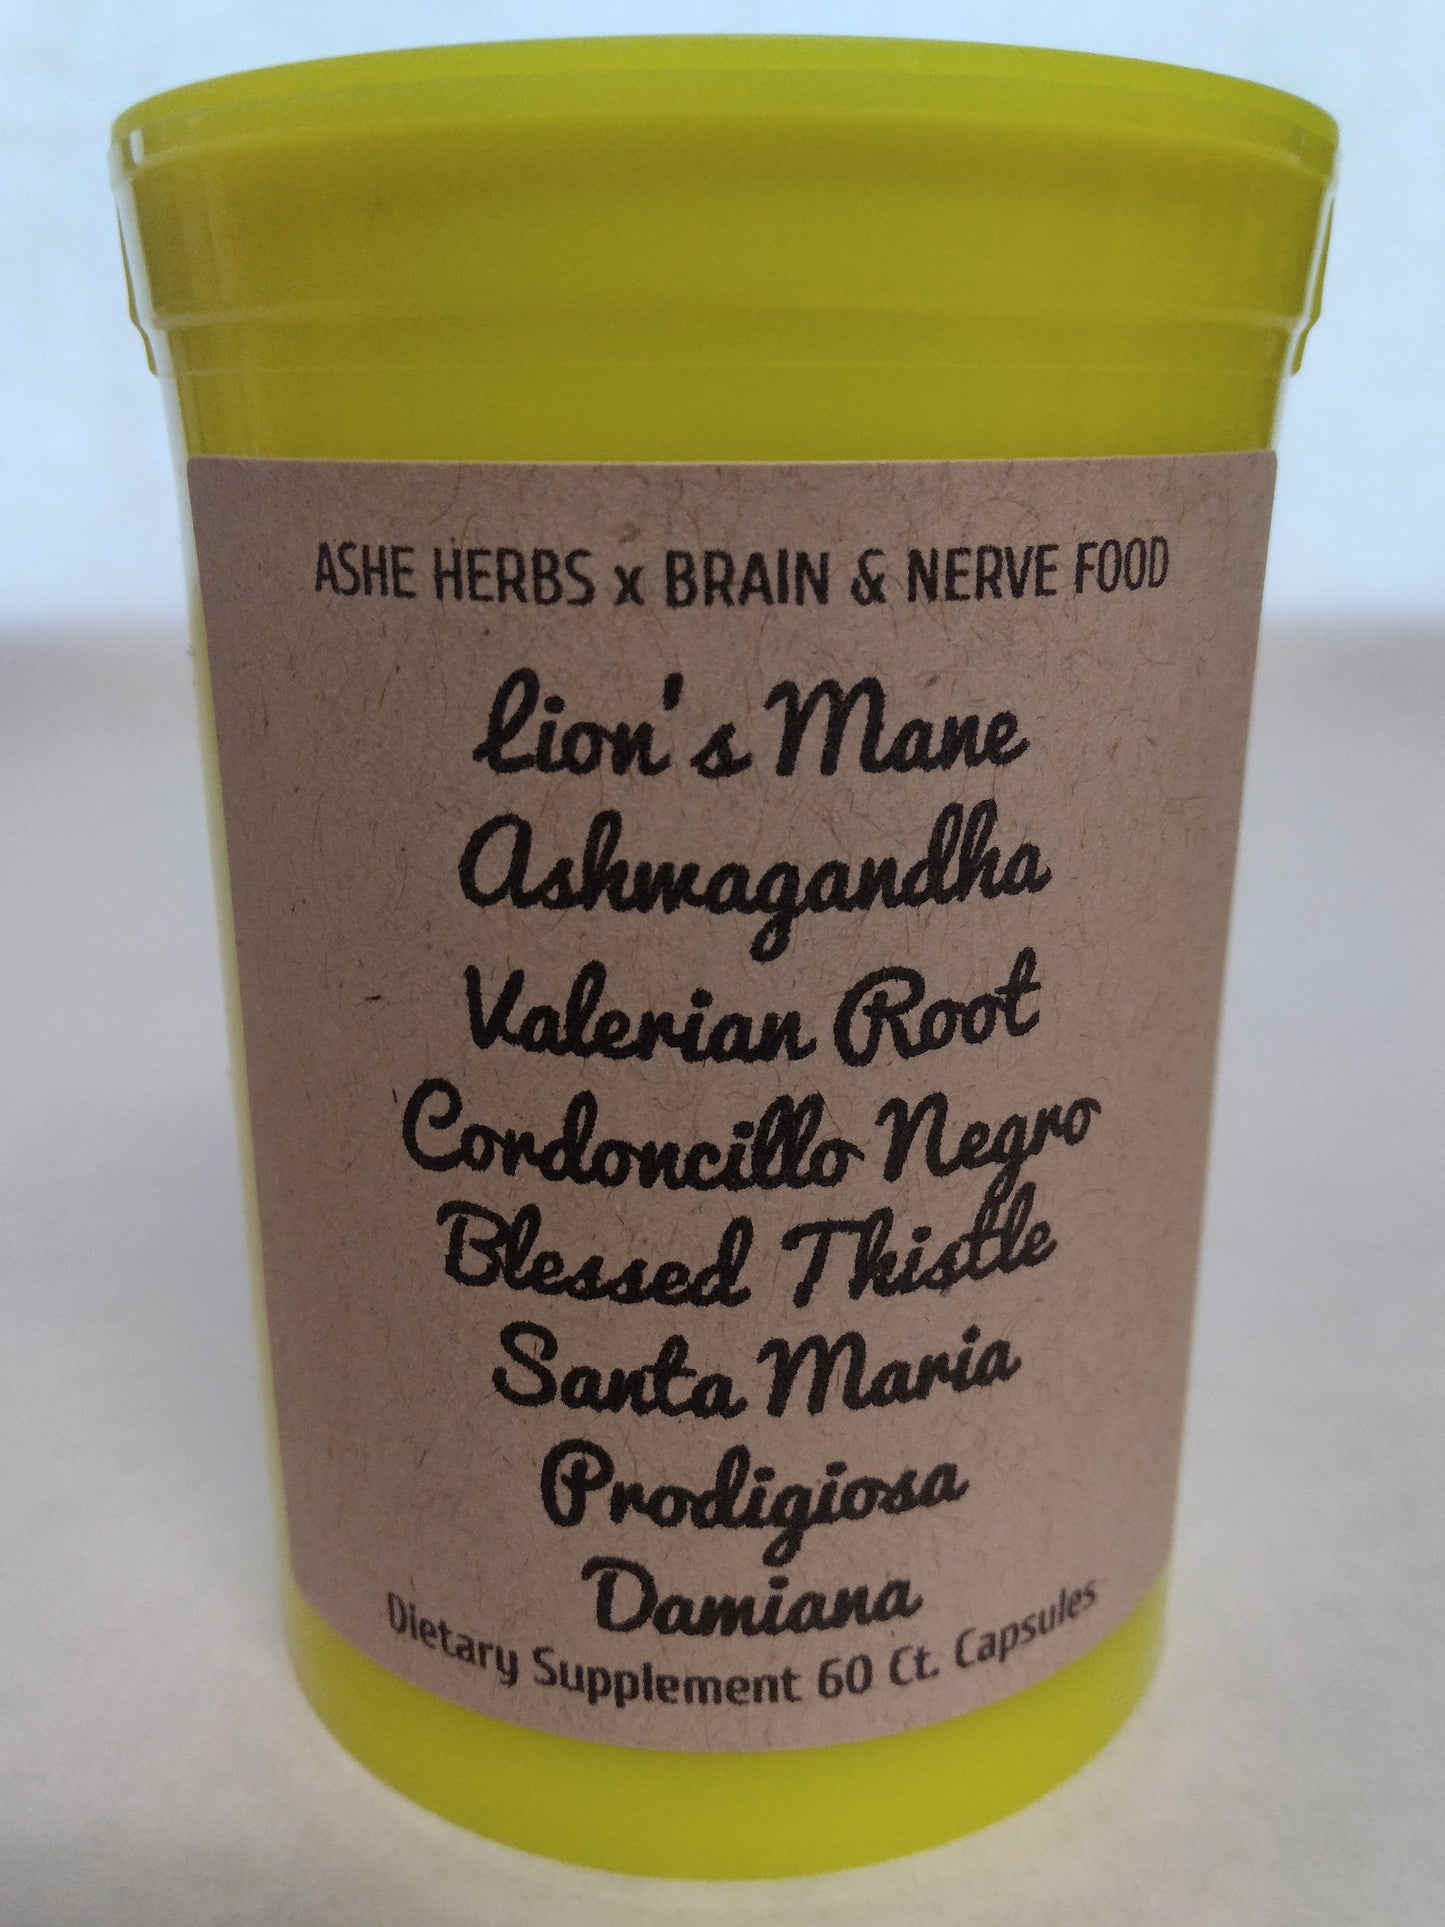 ASHE HERBS x BRAIN & NERVE FOOD
Lion's Mane
Ashwagandha
Valerian Root
Cordoncillo Negro
Blessed Thistle
Santa Maria
Prodigiosa
Damiana
Dietary Supplement 60 Ct. Capsules